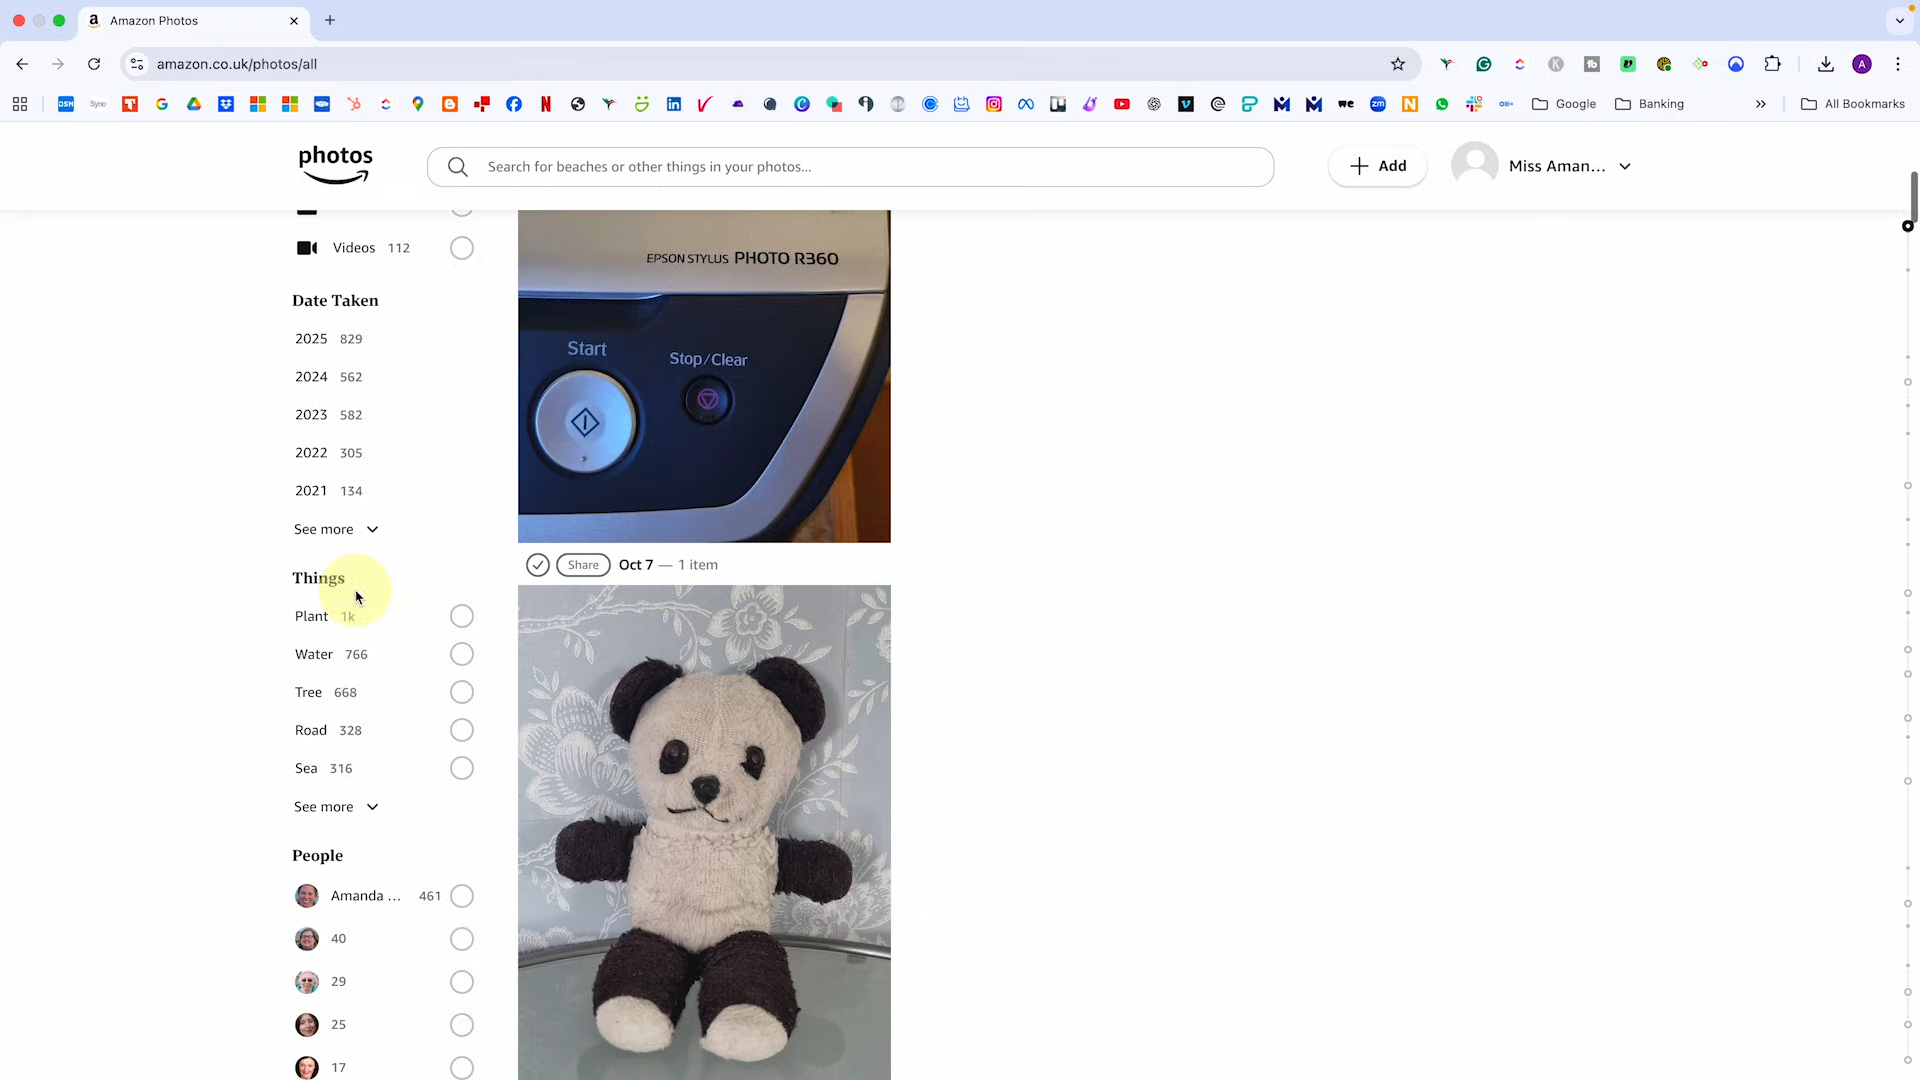 Amazon Photos
amazon.co.uk/photos/all
Google
Banking
All Bookmarks
photos
Search for beaches or other things in your photos...
Add
Miss Aman...
Videos 112
Date Taken
2025 829
2024 562
2023 582
2022 305
2021 134
See more
Things
Plant 1k
Water 766
Tree 668
Road 328
Sea 316
See more
People
Amanda ... 461
40
29
25
17
EPSON STYLUS PHOTO R360
Start
Stop/Clear
Share Oct 7 — 1 item